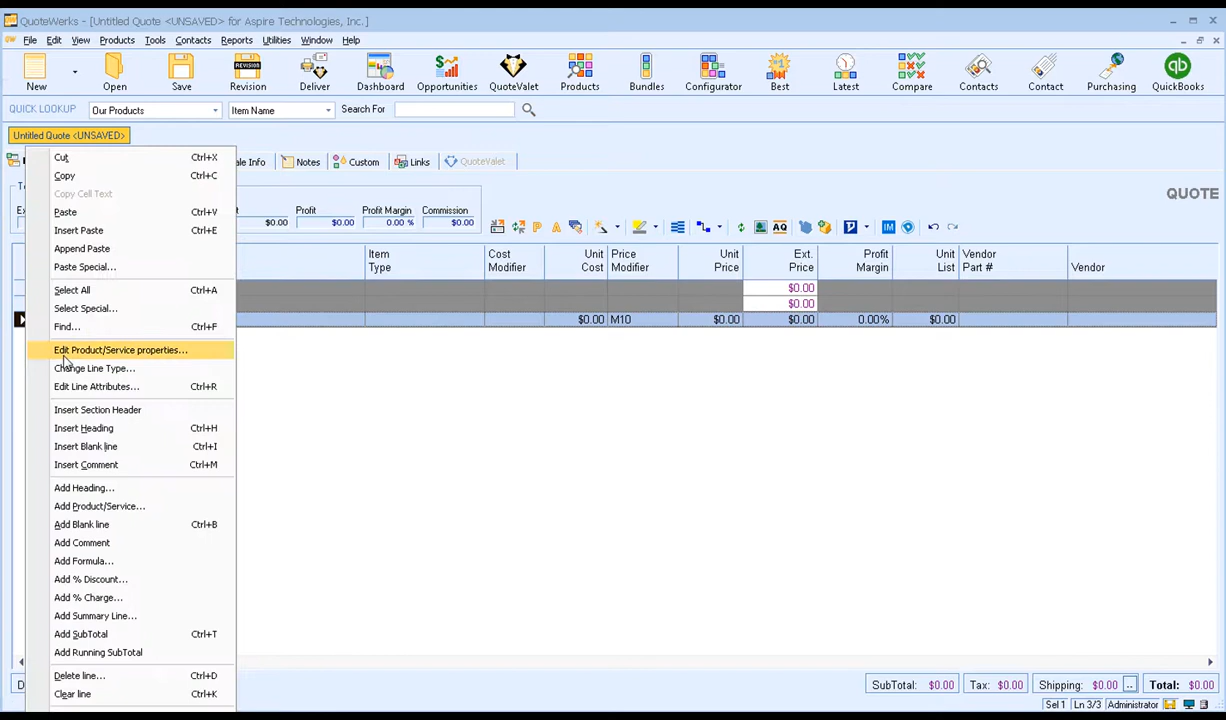 QuoteWerks - [Untitled Quote <UNSAVED> for Aspire Technologies, Inc.]
File Edit View Products Tools Contacts Reports Utilities Window Help
REVISION
qb
New Open Save Revision Deliver Dashboard Opportunities QuoteValet Products Bundles Configurator Best Latest Compare Contacts Contact Purchasing QuickBooks
QUICK LOOKUP Our Products Item Name Search For
Untitled Quote <UNSAVED>
ale Info Notes Custom Links QuoteValet
QUOTE
Profit Profit Margin Commission
$0.00 $0.00 0.00 % $0.00
P A AQ IM
Item Type
Cost Modifier
Unit Cost
Price Modifier
Unit Price
Ext. Price
Profit Margin
Unit List
Vendor Part #
Vendor
$0.00
$0.00
$0.00 M10 $0.00 $0.00 0.00% $0.00
Cut Ctrl+X
Copy Ctrl+C
Copy Cell Text
Paste Ctrl+V
Insert Paste Ctrl+E
Append Paste
Paste Special...
Select All Ctrl+A
Select Special...
Find... Ctrl+F
Edit Product/Service properties...
Change Line Type...
Edit Line Attributes... Ctrl+R
Insert Section Header
Insert Heading Ctrl+H
Insert Blank line Ctrl+I
Insert Comment Ctrl+M
Add Heading...
Add Product/Service...
Add Blank line Ctrl+B
Add Comment
Add Formula...
Add % Discount...
Add % Charge...
Add Summary Line...
Add SubTotal Ctrl+T
Add Running SubTotal
Delete line... Ctrl+D
Clear line Ctrl+K
SubTotal: $0.00 Tax: $0.00 Shipping: $0.00 .. Total: $0.00
Sel 1 Ln 3/3 Administrator